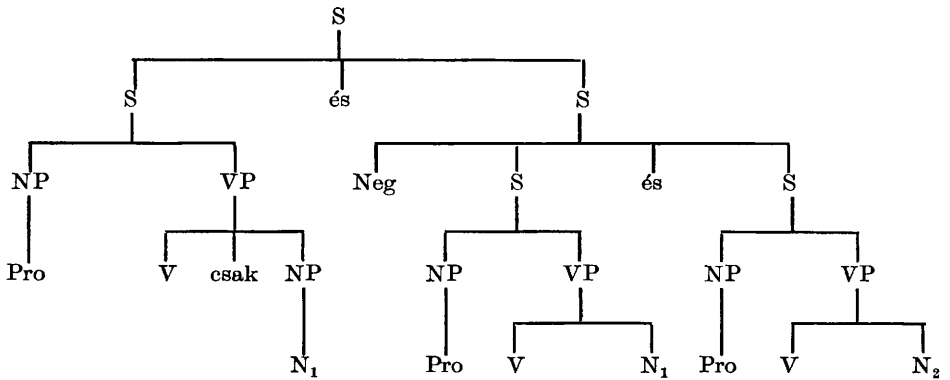 S
S és S
NP VP Neg S és S
Pro V csak NP NP VP NP VP
N₁ Pro V N₁ Pro V N₂